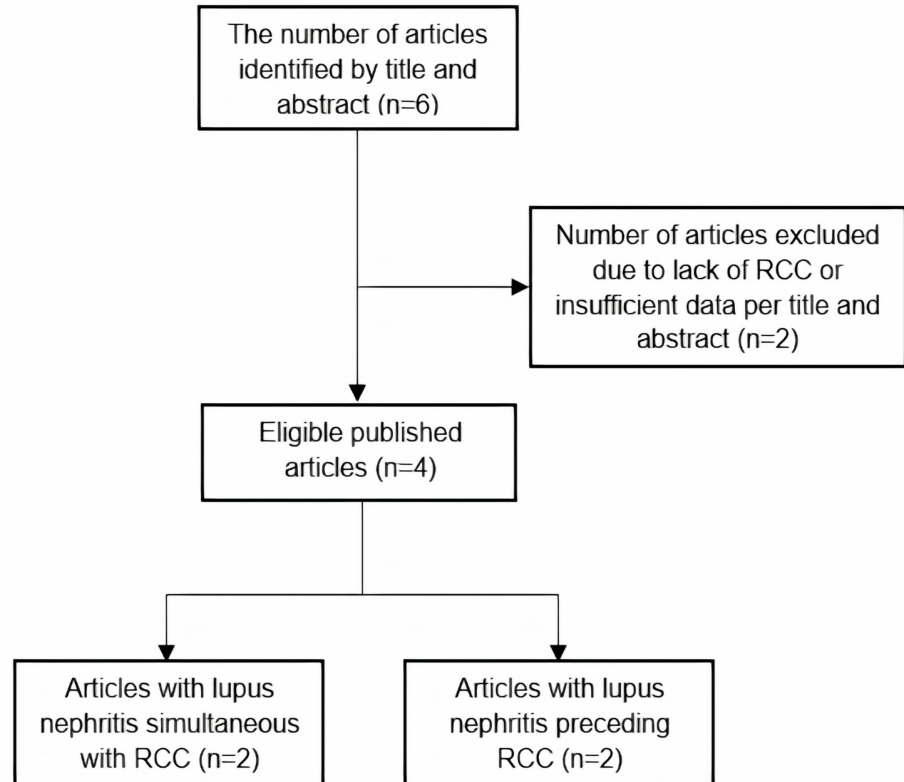 The number of articles
identified by title and
abstract (n=6)
Number of articles excluded
due to lack of RCC or
insufficient data per title and
abstract (n=2)
Eligible published
articles (n=4)
Articles with lupus
nephritis simultaneous
with RCC (n=2)
Articles with lupus
nephritis preceding
RCC (n=2)